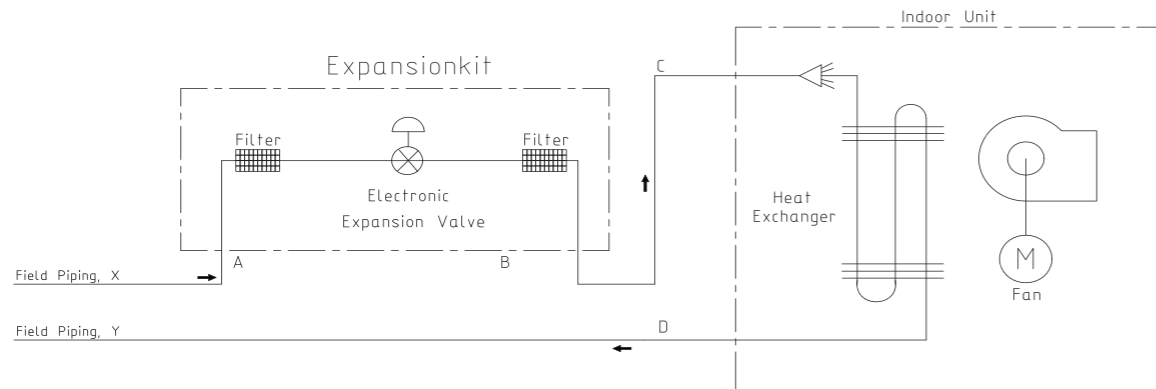 Indoor Unit
Expansionkit
C
Filter
Filter
Electronic
Expansion Valve
Heat
Exchanger
A
B
M
Fan
Field Piping, X
D
Field Piping, Y